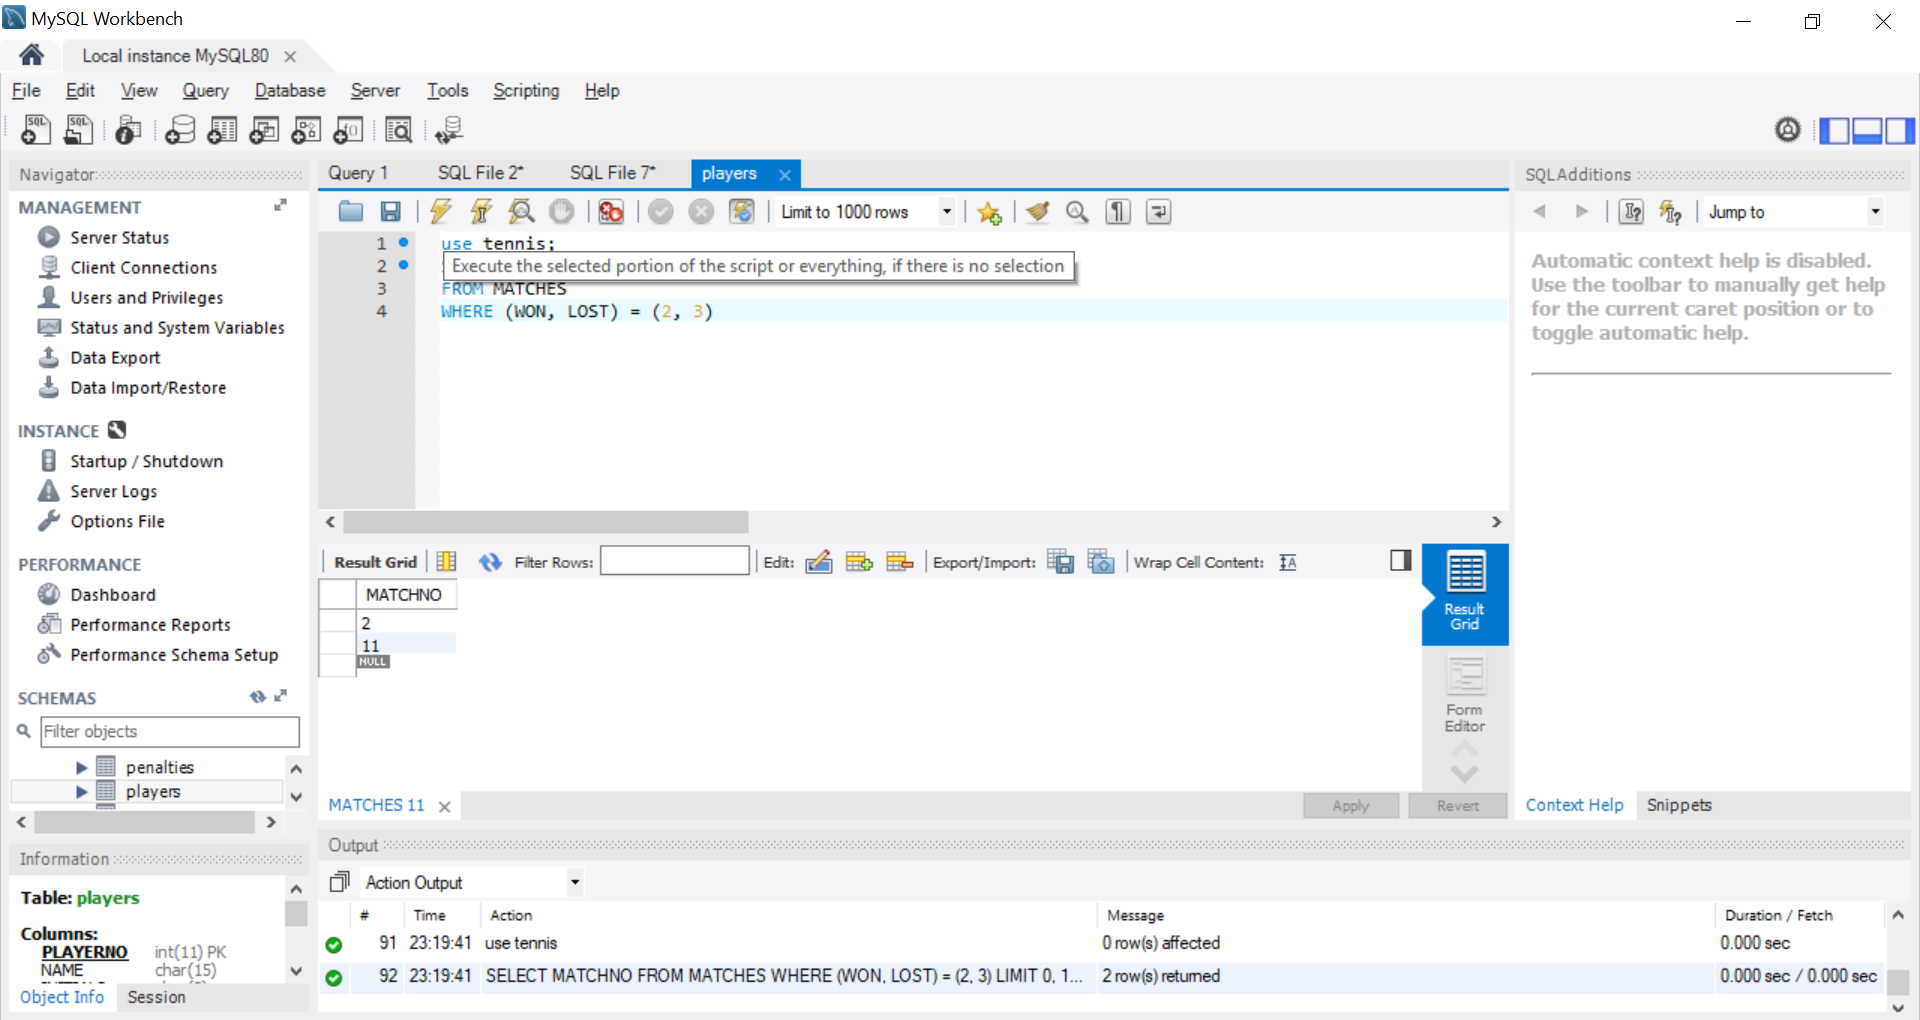 MySQL Workbench
Local instance MySQL80
File Edit View Query Database Server Tools Scripting Help
SQL SQL
Navigator
MANAGEMENT
Server Status
Client Connections
Users and Privileges
Status and System Variables
Data Export
Data Import/Restore
INSTANCE
Startup / Shutdown
Server Logs
Options File
PERFORMANCE
Dashboard
Performance Reports
Performance Schema Setup
SCHEMAS
Filter objects
penalties
players
Information
Table: players
Columns:
PLAYERNO int(11) PK
NAME char(15)
Object Info Session
Query 1 SQL File 2* SQL File 7* players
Limit to 1000 rows
1 use tennis;
2
Execute the selected portion of the script or everything, if there is no selection
3 FROM MATCHES
4 WHERE (WON, LOST) = (2, 3)
Result Grid Filter Rows: Edit: Export/Import: Wrap Cell Content:
MATCHNO
2
11
NULL
Result
Grid
Form
Editor
MATCHES 11 Apply Revert
SQLAdditions
Jump to
Automatic context help is disabled.
Use the toolbar to manually get help
for the current caret position or to
toggle automatic help.
Context Help Snippets
Output
Action Output
# Time Action Message Duration / Fetch
91 23:19:41 use tennis 0 row(s) affected 0.000 sec
92 23:19:41 SELECT MATCHNO FROM MATCHES WHERE (WON, LOST) = (2, 3) LIMIT 0, 1... 2 row(s) returned 0.000 sec / 0.000 sec